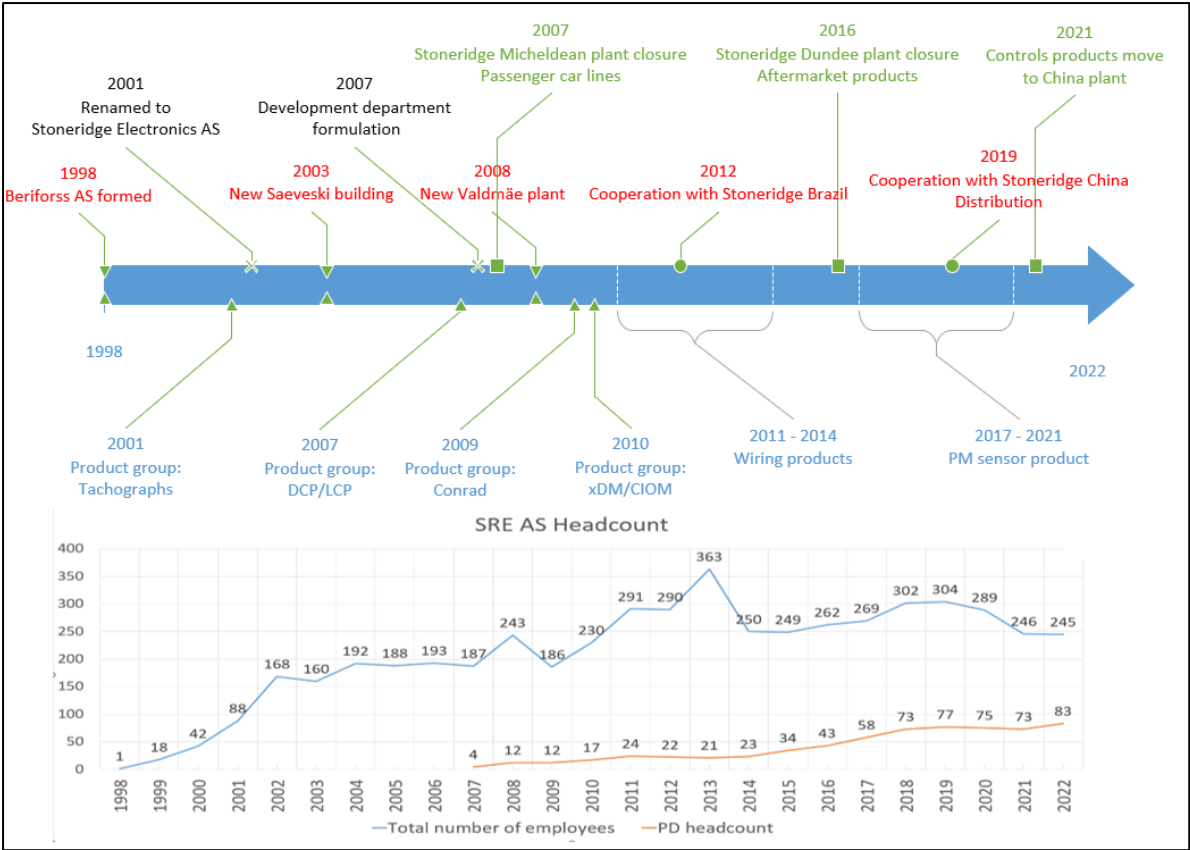 2007
Stoneridge Micheldean plant closure
Passenger car lines
2016
Stoneridge Dundee plant closure
Aftermarket products
2021
Controls products move
to China plant
2001
Renamed to
Stoneridge Electronics AS
2007
Development department
formulation
1998
Beriforss AS formed
2003
New Saeveski building
2008
New Valdmäe plant
2012
Cooperation with Stoneridge Brazil
2019
Cooperation with Stoneridge China
Distribution
1998
2022
2001
Product group:
Tachographs
2007
Product group:
DCP/LCP
2009
Product group:
Conrad
2010
Product group:
xDM/CIOM
2011 - 2014
Wiring products
2017 - 2021
PM sensor product
SRE AS Headcount
400
350
300
250
200
150
100
50
0
1 18 42 88 168 160 192 188 193 187 243 186 230 291 290 363 250 249 262 269 302 304 289 246 245
4 12 12 17 24 22 21 23 34 43 58 73 77 75 73 83
1998 1999 2000 2001 2002 2003 2004 2005 2006 2007 2008 2009 2010 2011 2012 2013 2014 2015 2016 2017 2018 2019 2020 2021 2022
Total number of employees PD headcount